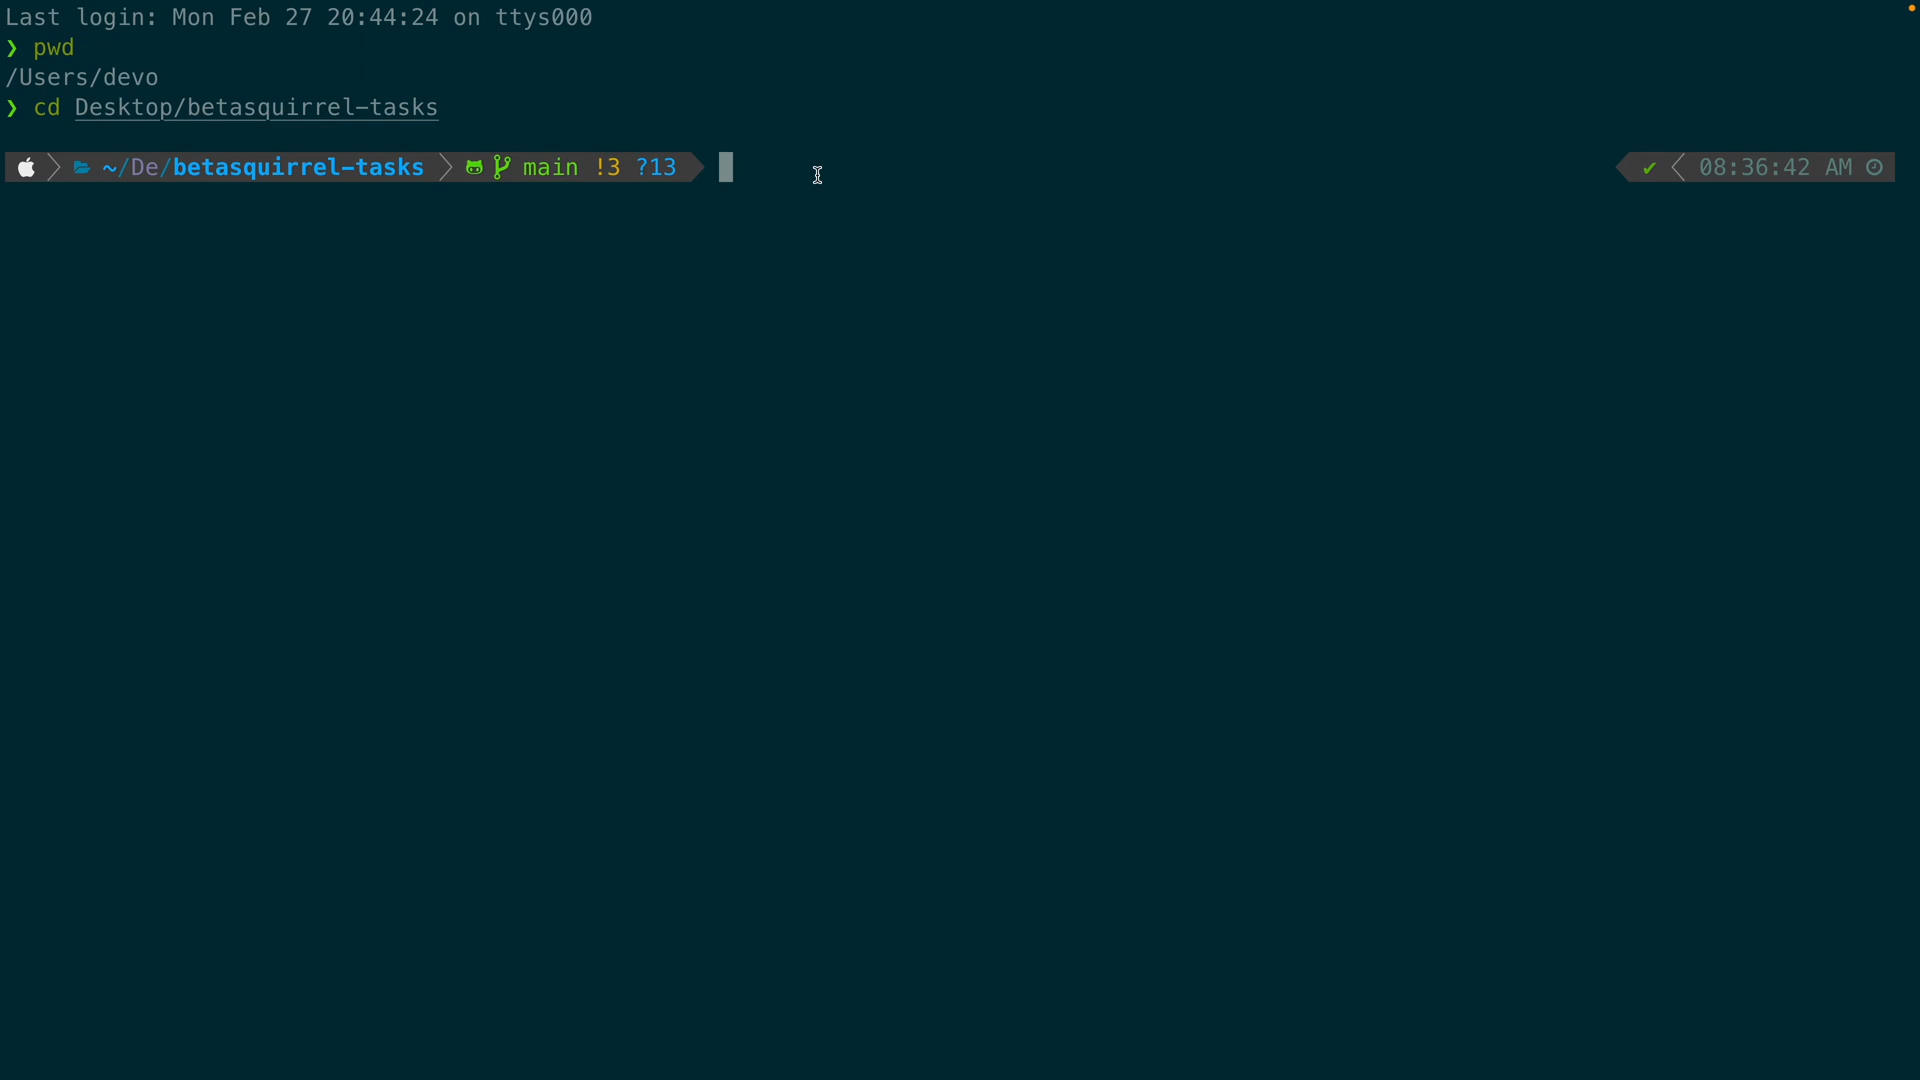 Last login: Mon Feb 27 20:44:24 on ttys000
❯ pwd
/Users/devo
❯ cd Desktop/betasquirrel-tasks
~/De/betasquirrel-tasks main !3 ?13 ✔ 08:36:42 AM